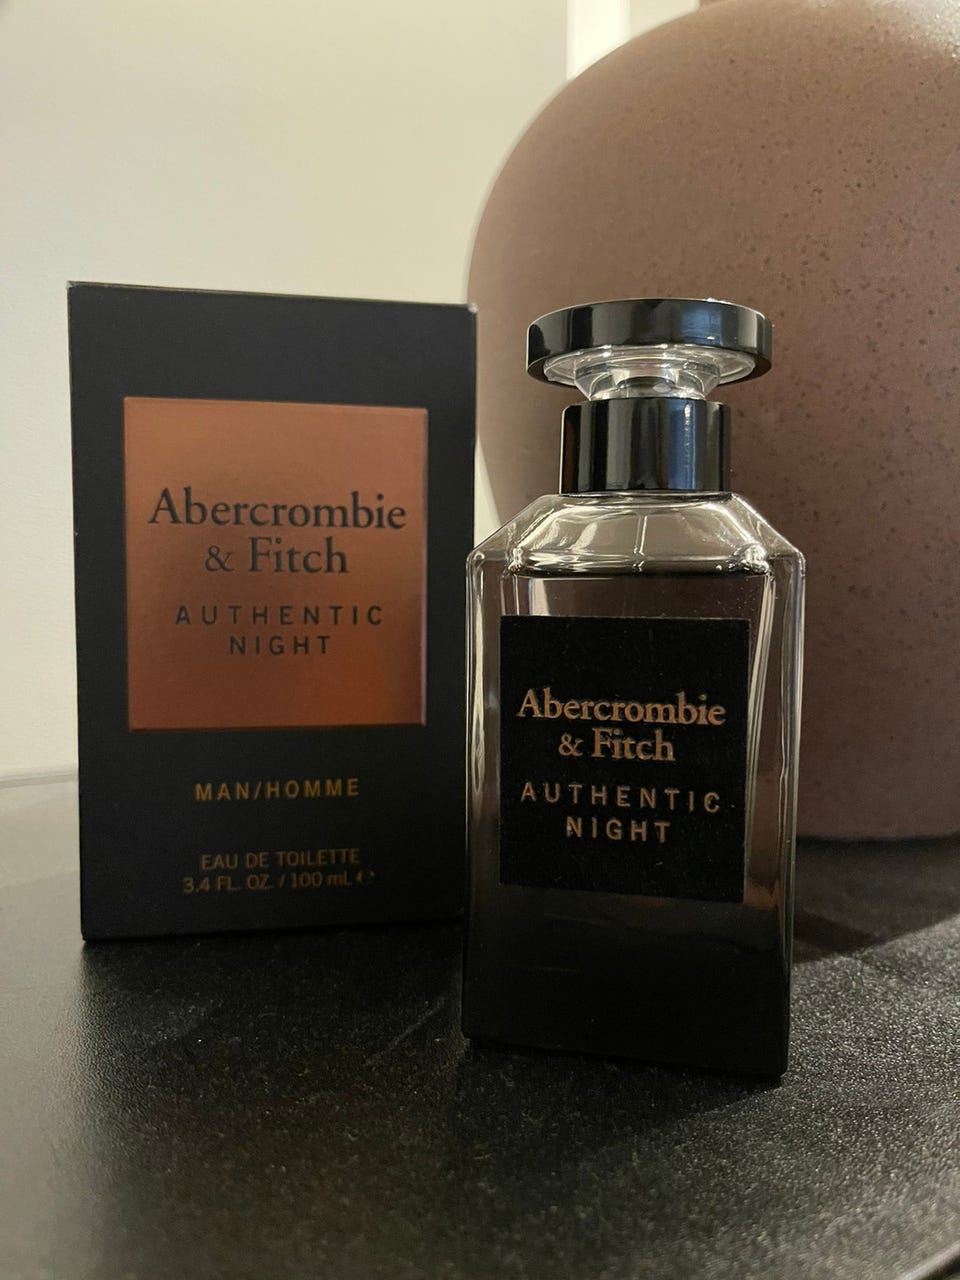 Abercrombie
& Fitch
AUTHENTIC
NIGHT
MAN/HOMME
EAU DE TOILETTE
3.4 FL. OZ. / 100 mL ℮
Abercrombie
& Fitch
AUTHENTIC
NIGHT